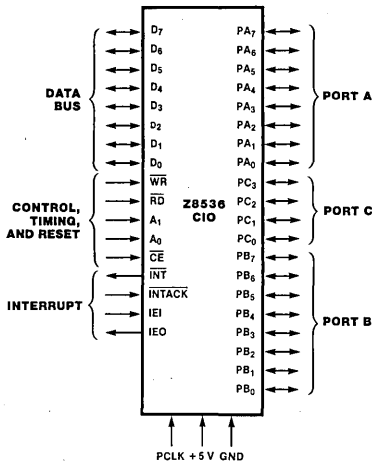 DATA
BUS
CONTROL,
TIMING,
AND RESET
INTERRUPT
D7
D6
D5
D4
D3
D2
D1
D0
WR
RD
A1
A0
CE
INT
INTACK
IEI
IEO
Z8536
CIO
PA7
PA6
PA5
PA4
PA3
PA2
PA1
PA0
PC3
PC2
PC1
PC0
PB7
PB6
PB5
PB4
PB3
PB2
PB1
PB0
PORT A
PORT C
PORT B
PCLK +5 V GND